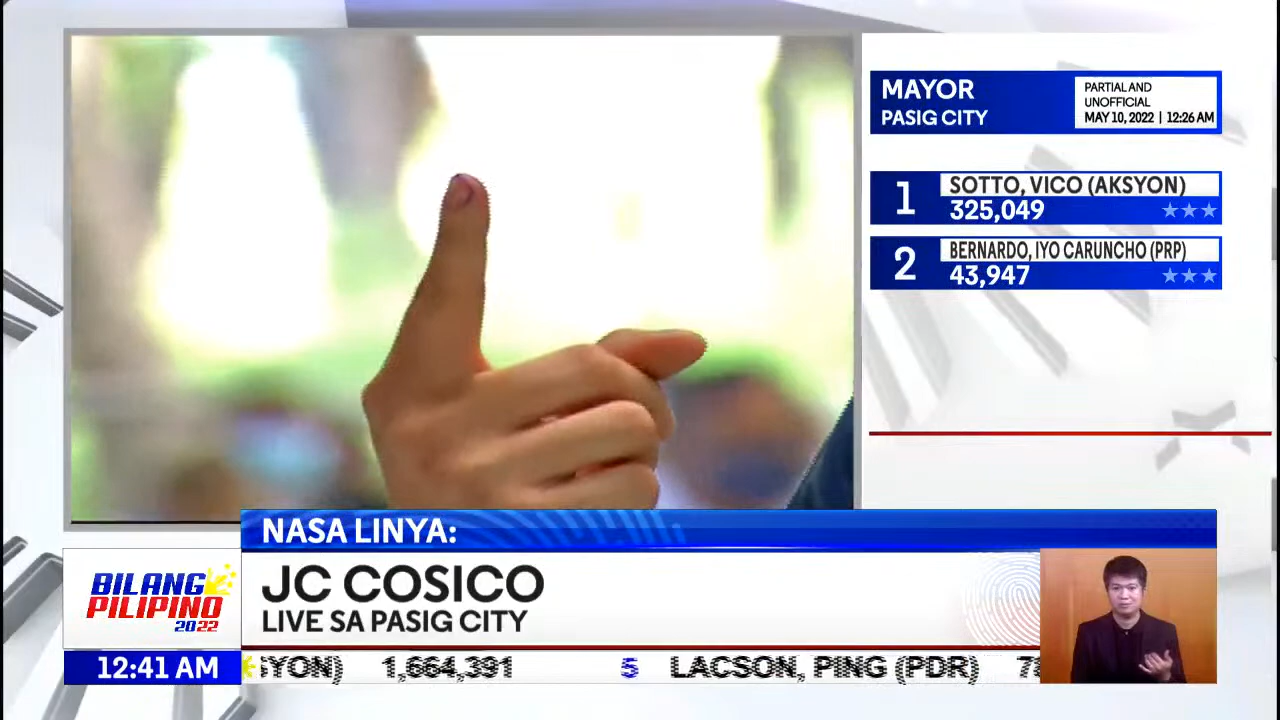 MAYOR
PASIG CITY
PARTIAL AND
UNOFFICIAL
MAY 10, 2022 | 12:26 AM
1
SOTTO, VICO (AKSYON)
325,049
2
BERNARDO, IYO CARUNCHO (PRP)
43,947
NASA LINYA:
JC COSICO
LIVE SA PASIG CITY
BILANG
PILIPINO
2022
12:41 AM
YON) 1,664,391 5 LACSON, PING (PDR)